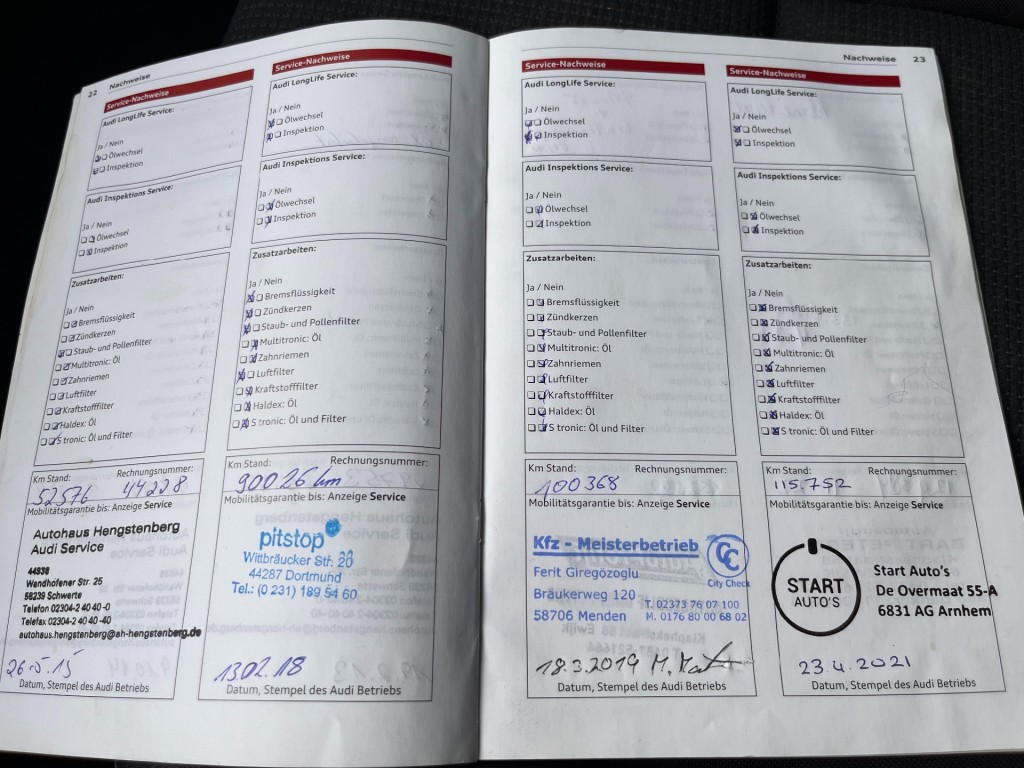 22 Nachweise
Service-Nachweise
Audi LongLife Service:
Ja / Nein
Ölwechsel
Inspektion
Audi Inspektions Service:
Ja / Nein
Ölwechsel
Inspektion
Zusatzarbeiten:
Ja / Nein
Bremsflüssigkeit
Zündkerzen
Staub- und Pollenfilter
Multitronic: Öl
Zahnriemen
Luftfilter
Kraftstofffilter
Haldex: Öl
S tronic: Öl und Filter
Km Stand: Rechnungsnummer:
52576 44228
Mobilitätsgarantie bis: Anzeige Service
Autohaus Hengstenberg
Audi Service
44838
Wandhofener Str. 25
58239 Schwerte
Telefon 02304-2 40 40 -0
Telefax 02304-2 40 40 -40
autohaus.hengstenberg@ah-hengstenberg.de
26.5.15
Datum, Stempel des Audi Betriebs
Service-Nachweise
Audi LongLife Service:
Ja / Nein
Ölwechsel
Inspektion
Audi Inspektions Service:
Ja / Nein
Ölwechsel
Inspektion
Zusatzarbeiten:
Ja / Nein
Bremsflüssigkeit
Zündkerzen
Staub- und Pollenfilter
Multitronic: Öl
Zahnriemen
Luftfilter
Kraftstofffilter
Haldex: Öl
S tronic: Öl und Filter
Km Stand: Rechnungsnummer:
90026 km
Mobilitätsgarantie bis: Anzeige Service
pitstop
Wittbräucker Str. 20
44287 Dortmund
Tel.: (0 231) 189 54 60
13.02.18
Datum, Stempel des Audi Betriebs
Nachweise 23
Service-Nachweise
Audi LongLife Service:
Ja / Nein
Ölwechsel
Inspektion
Audi Inspektions Service:
Ja / Nein
Ölwechsel
Inspektion
Zusatzarbeiten:
Ja / Nein
Bremsflüssigkeit
Zündkerzen
Staub- und Pollenfilter
Multitronic: Öl
Zahnriemen
Luftfilter
Kraftstofffilter
Haldex: Öl
S tronic: Öl und Filter
Km Stand: Rechnungsnummer:
100368
Mobilitätsgarantie bis: Anzeige Service
Kfz - Meisterbetrieb
Ferit Giregözoglu
Bräukerweg 120
58706 Menden
CC
City Check
T. 02373 76 07 100
M. 0176 80 00 68 02
18.3.2019
Datum, Stempel des Audi Betriebs
Service-Nachweise
Audi LongLife Service:
Ja / Nein
Ölwechsel
Inspektion
Audi Inspektions Service:
Ja / Nein
Ölwechsel
Inspektion
Zusatzarbeiten:
Ja / Nein
Bremsflüssigkeit
Zündkerzen
Staub- und Pollenfilter
Multitronic: Öl
Zahnriemen
Luftfilter
Kraftstofffilter
Haldex: Öl
S tronic: Öl und Filter
Km Stand: Rechnungsnummer:
115.752
Mobilitätsgarantie bis: Anzeige Service
START
AUTO'S
Start Auto's
De Overmaat 55-A
6831 AG Arnhem
23.4.2021
Datum, Stempel des Audi Betriebs